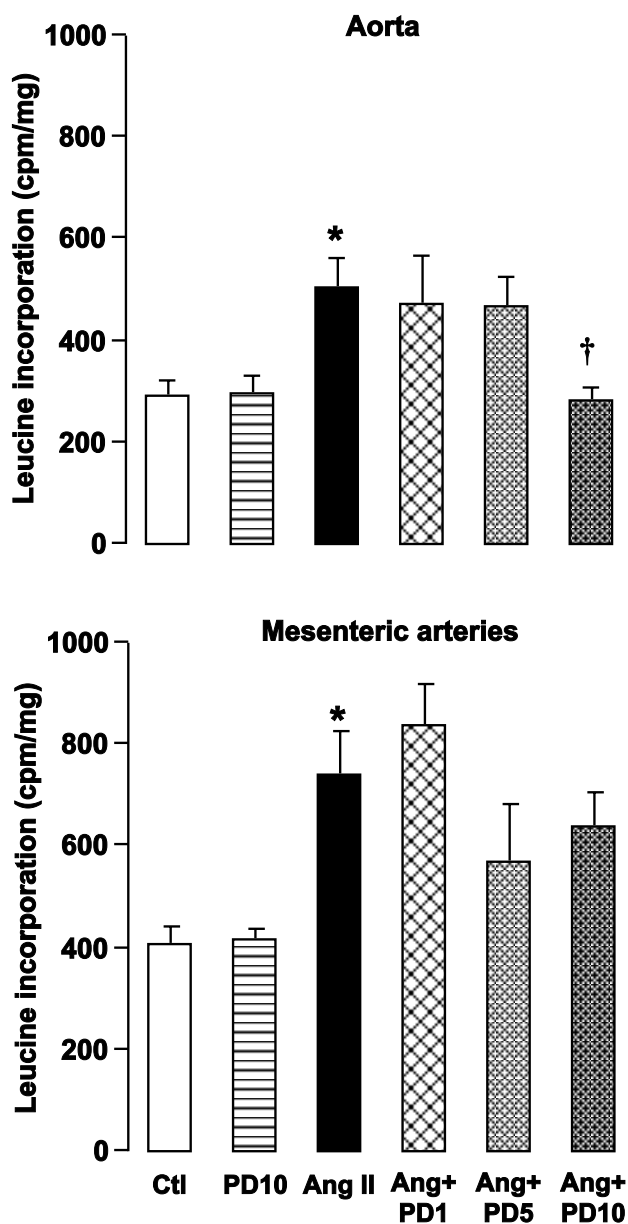 Aorta
Leucine incorporation (cpm/mg)
1000
800
600
400
200
0
*
†
Mesenteric arteries
Leucine incorporation (cpm/mg)
1000
800
600
400
200
0
*
Ctl PD10 Ang II Ang+ Ang+ Ang+
PD1 PD5 PD10